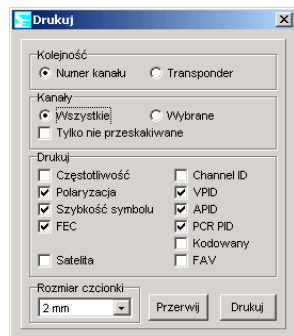 Drukuj
Kolejność
Numer kanału Transponder
Kanały
Wszystkie Wybrane
Tylko nie przeskakiwane
Drukuj
Częstotliwość Channel ID
Polaryzacja VPID
Szybkość symbolu APID
FEC PCR PID
Kodowany
Satelita FAV
Rozmiar czcionki
2 mm Przerwij Drukuj